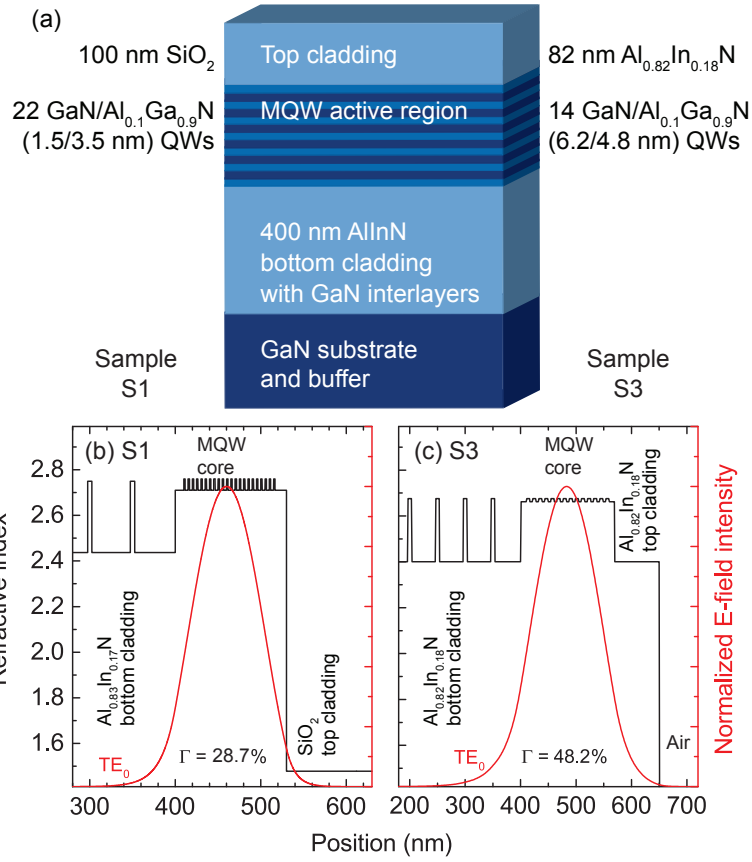 (a)
100 nm SiO₂
Top cladding
82 nm Al₀.₈₂In₀.₁₈N
22 GaN/Al₀.₁Ga₀.₉N
(1.5/3.5 nm) QWs
MQW active region
14 GaN/Al₀.₁Ga₀.₉N
(6.2/4.8 nm) QWs
400 nm AlInN
bottom cladding
with GaN interlayers
GaN substrate
and buffer
Sample
S1
Sample
S3
(b) S1
MQW
core
2.8
2.6
2.4
2.2
2.0
1.8
1.6
Refractive index
Al₀.₈₃In₀.₁₇N
bottom cladding
SiO₂
top cladding
TE₀
Γ = 28.7%
300
400
500
600
(c) S3
MQW
core
Al₀.₈₂In₀.₁₈N
top cladding
Al₀.₈₂In₀.₁₈N
bottom cladding
Air
TE₀
Γ = 48.2%
200
300
400
500
600
700
Normalized E-field intensity
Position (nm)